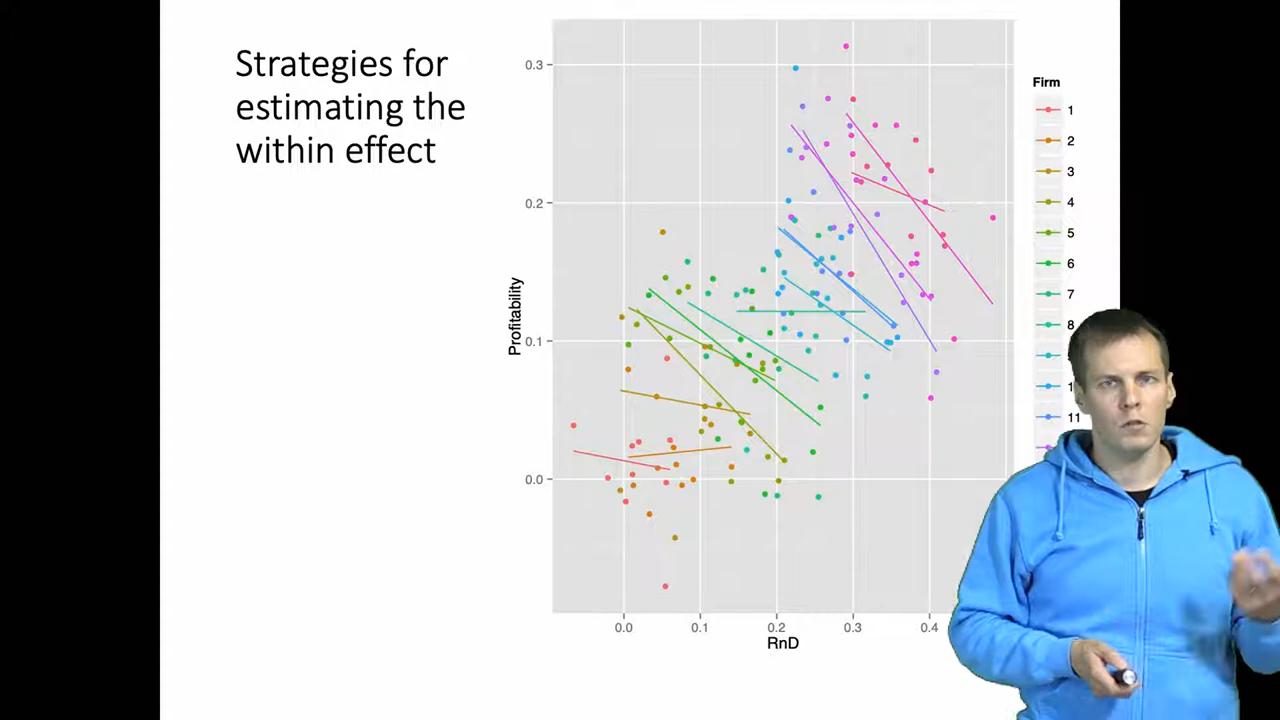 Strategies for
estimating the
within effect
Profitability
0.3
0.2
0.1
0.0
0.0 0.1 0.2 0.3 0.4
RnD
Firm
1
2
3
4
5
6
7
8
11